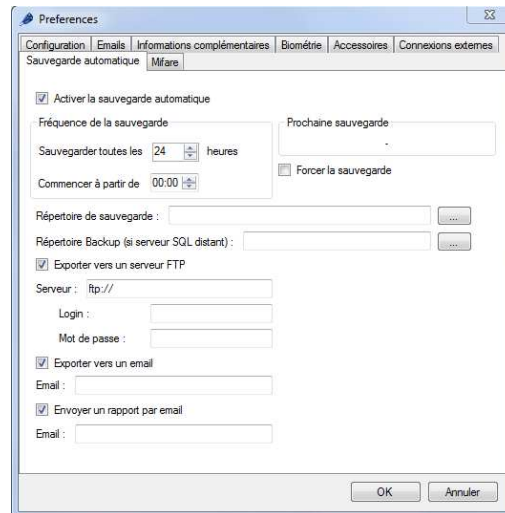 Preferences
Configuration Emails Informations complémentaires Biométrie Accessoires Connexions externes
Sauvegarde automatique Mifare
Activer la sauvegarde automatique
Fréquence de la sauvegarde Prochaine sauvegarde
Sauvegarder toutes les 24 heures -
Forcer la sauvegarde
Commencer à partir de 00:00
Répertoire de sauvegarde : ...
Répertoire Backup (si serveur SQL distant) : ...
Exporter vers un serveur FTP
Serveur : ftp://
Login :
Mot de passe :
Exporter vers un email
Email :
Envoyer un rapport par email
Email :
OK Annuler